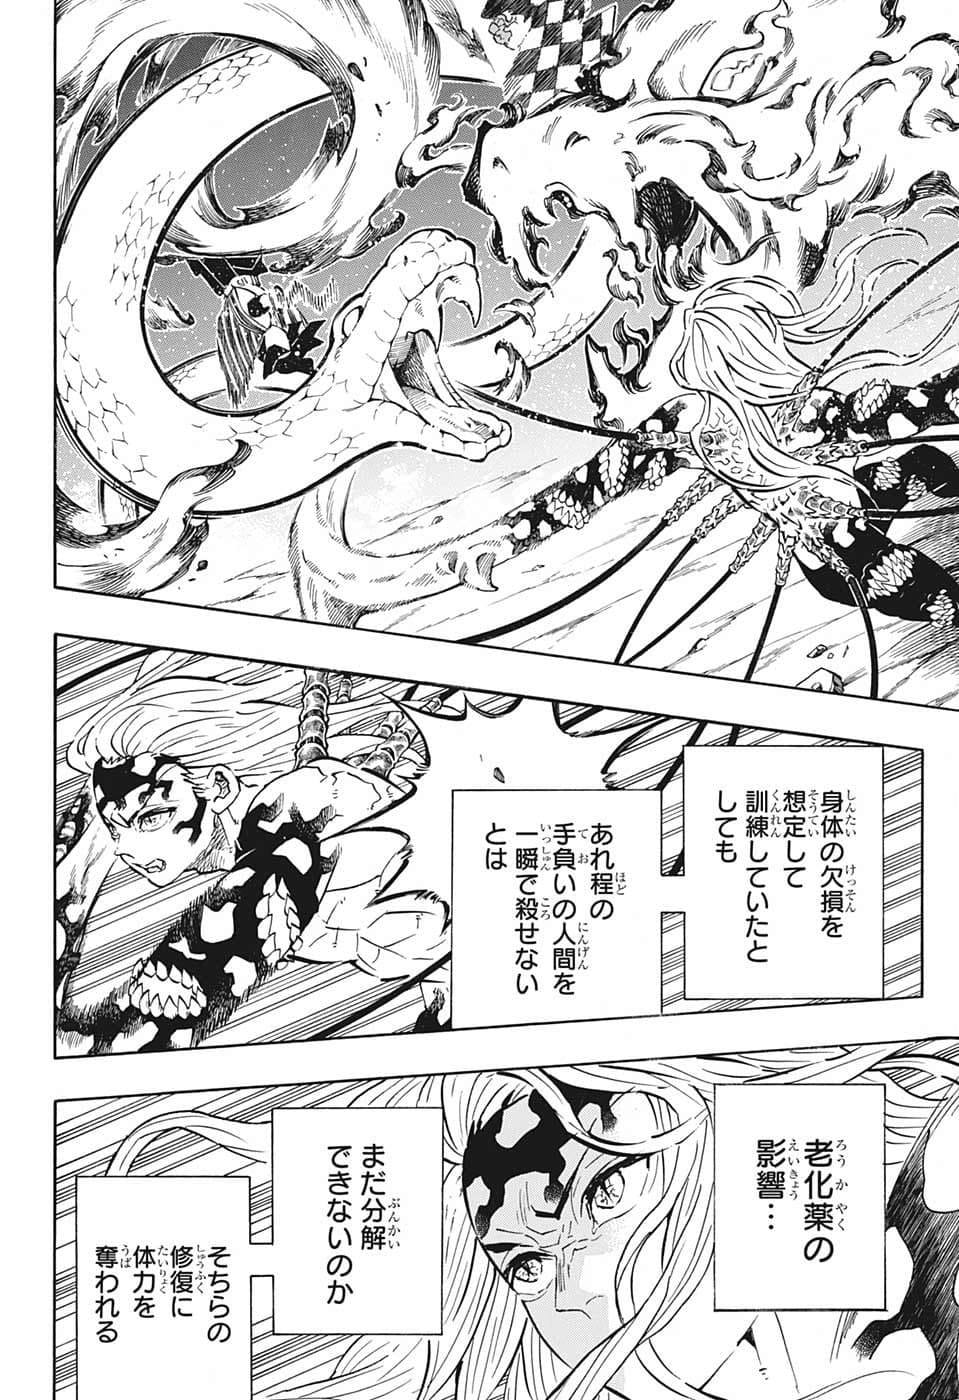 身体の欠損を
想定して
訓練していたと
しても
あれ程の
手負いの人間を
一瞬で殺せない
とは
老化薬の
影響…
まだ分解
できないのか
そちらの
修復に
体力を
奪われる